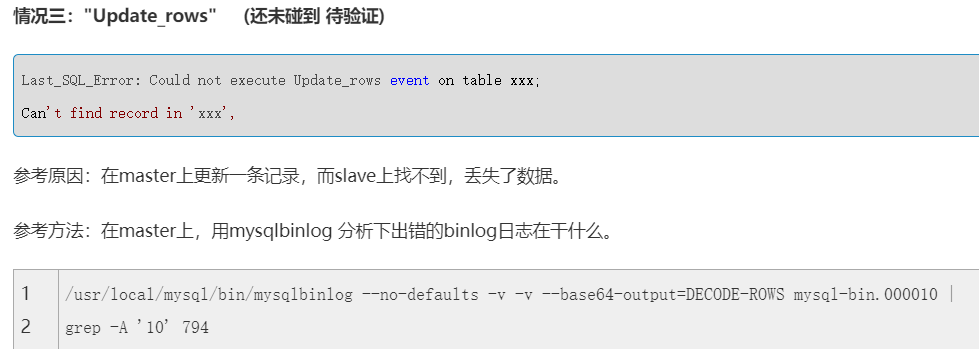 情况三："Update_rows" (还未碰到 待验证)
Last_SQL_Error: Could not execute Update_rows event on table xxx;
Can't find record in 'xxx',
参考原因：在master上更新一条记录，而slave上找不到，丢失了数据。
参考方法：在master上，用mysqlbinlog 分析下出错的binlog日志在干什么。
1 /usr/local/mysql/bin/mysqlbinlog --no-defaults -v -v --base64-output=DECODE-ROWS mysql-bin.000010 |
2 grep -A '10' 794